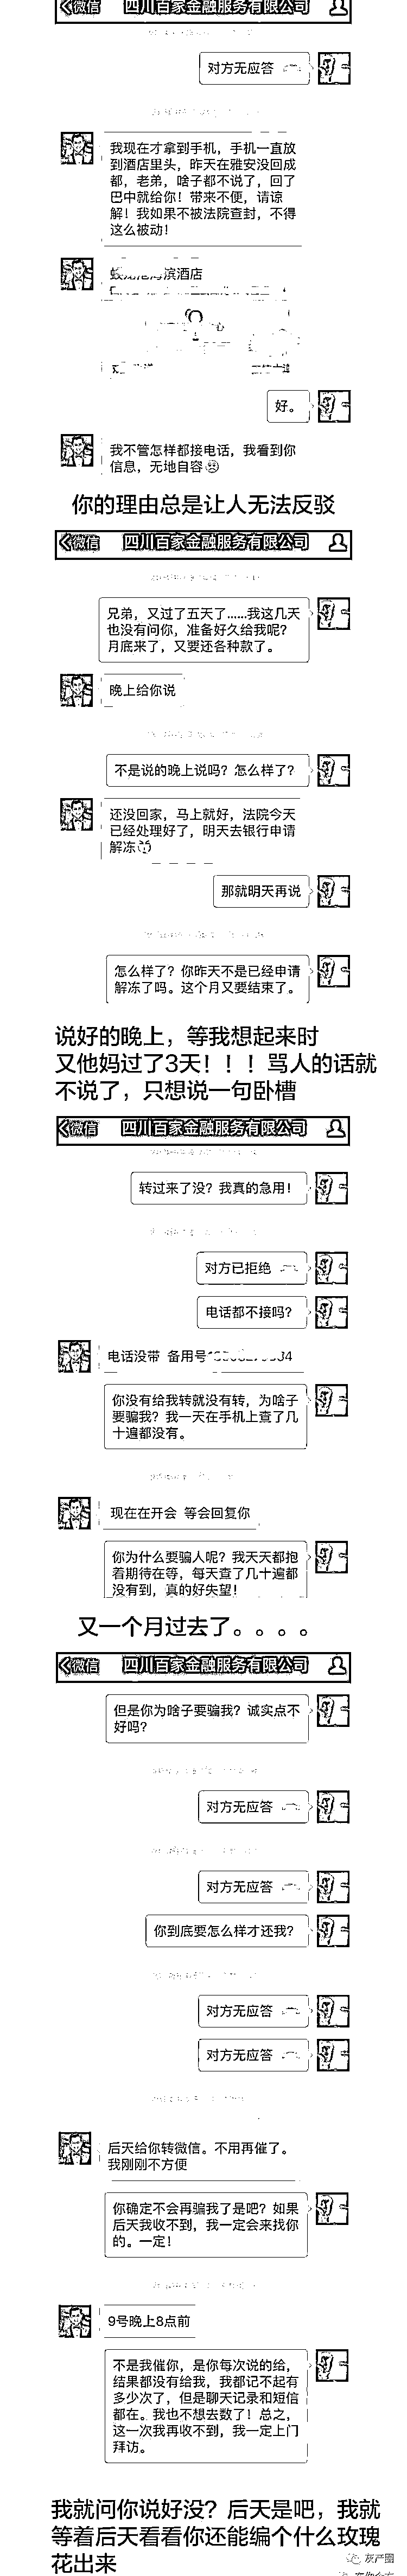 微信 四川百家金融服务有限公司
对方无应答
我现在才拿到手机，手机一直放
到酒店里头，昨天在雅安没回成
都，老弟，啥子都不说了，回了
巴中就给你！带来不便，请谅
解！我如果不被法院查封，不得
这么被动！
滨酒店
好。
我不管怎样都接电话，我看到你
信息，无地自容
你的理由总是让人无法反驳
微信 四川百家金融服务有限公司
兄弟，又过了五天了......我这几天
也没有问你，准备好久给我呢？
月底来了，又要还各种款了。
晚上给你说
不是说的晚上说吗？怎么样了？
还没回家，马上就好，法院今天
已经处理好了，明天去银行申请
解冻
那就明天再说
怎么样了？你昨天不是已经申请
解冻了吗。这个月又要结束了。
说好的晚上，等我想起来时
又他妈过了3天！！！骂人的话就
不说了，只想说一句卧槽
微信 四川百家金融服务有限公司
转过来了没？我真的急用！
对方已拒绝
电话都不接吗？
电话没带 备用号
你没有给我转就没有转，为啥子
要骗我？我一天在手机上查了几
十遍都没有。
现在在开会 等会回复你
你为什么要骗人呢？我天天都抱
着期待在等，每天查了几十遍都
没有到，真的好失望！
又一个月过去了。。。。
微信 四川百家金融服务有限公司
但是你为啥子要骗我？诚实点不
好吗？
对方无应答
对方无应答
你到底要怎么样才还我？
对方无应答
对方无应答
后天给你转微信。不用再催了。
我刚刚不方便
你确定不会再骗我了是吧？如果
后天我收不到，我一定会来找你
的。一定！
9号晚上8点前
不是我催你，是你每次说的给，
结果都没有给我，我都记不起有
多少次了，但是聊天记录和短信
都在。我也不想去数了！总之，
这一次我再收不到，我一定上门
拜访。
我就问你说好没？后天是吧，我就
等着后天看看你还能编个什么玫瑰
花出来
灰产圈